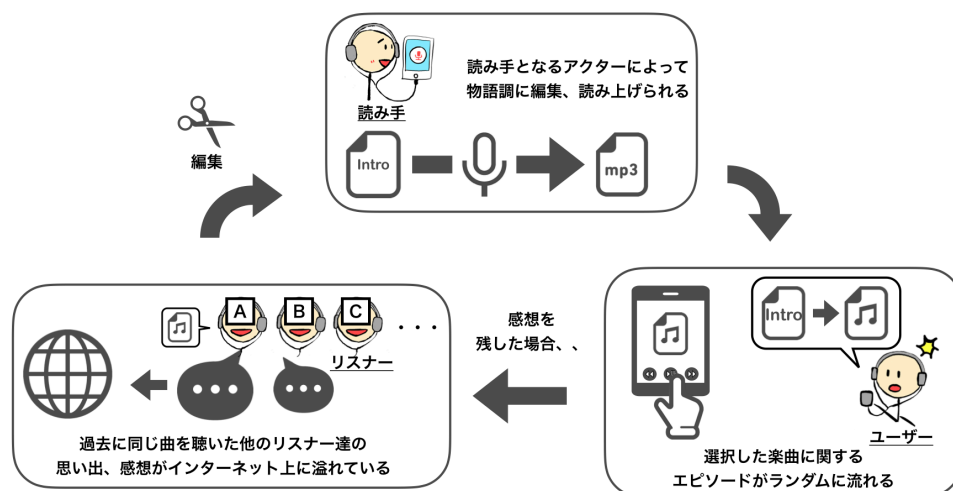 読み手となるアクターによって
物語調に編集、読み上げられる
読み手
Intro
mp3
編集
Intro
ユーザー
選択した楽曲に関する
エピソードがランダムに流れる
感想を
残した場合、、
A
B
C
・・・
リスナー
過去に同じ曲を聴いた他のリスナー達の
思い出、感想がインターネット上に溢れている